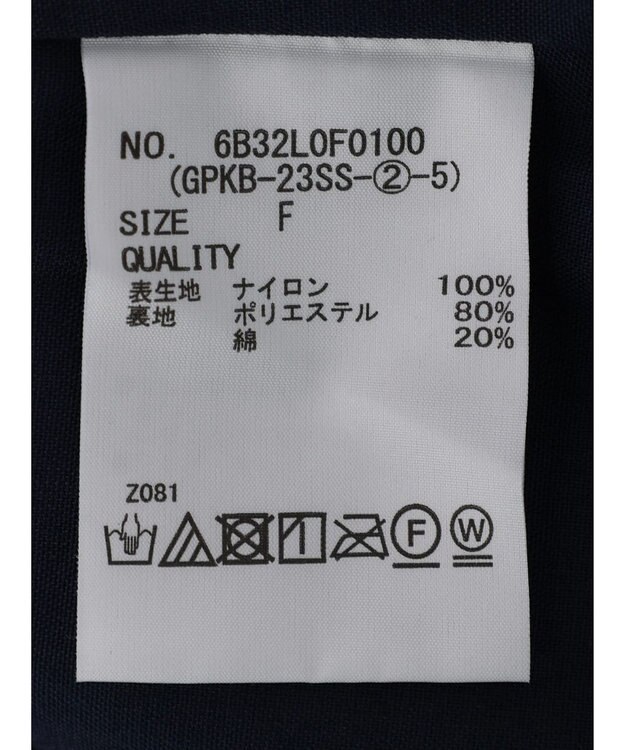 NO. 6B32L0F0100
(GPKB-23SS-②-5)
SIZE F
QUALITY
表生地 ナイロン 100%
裏地 ポリエステル 80%
綿 20%
Z081
F W